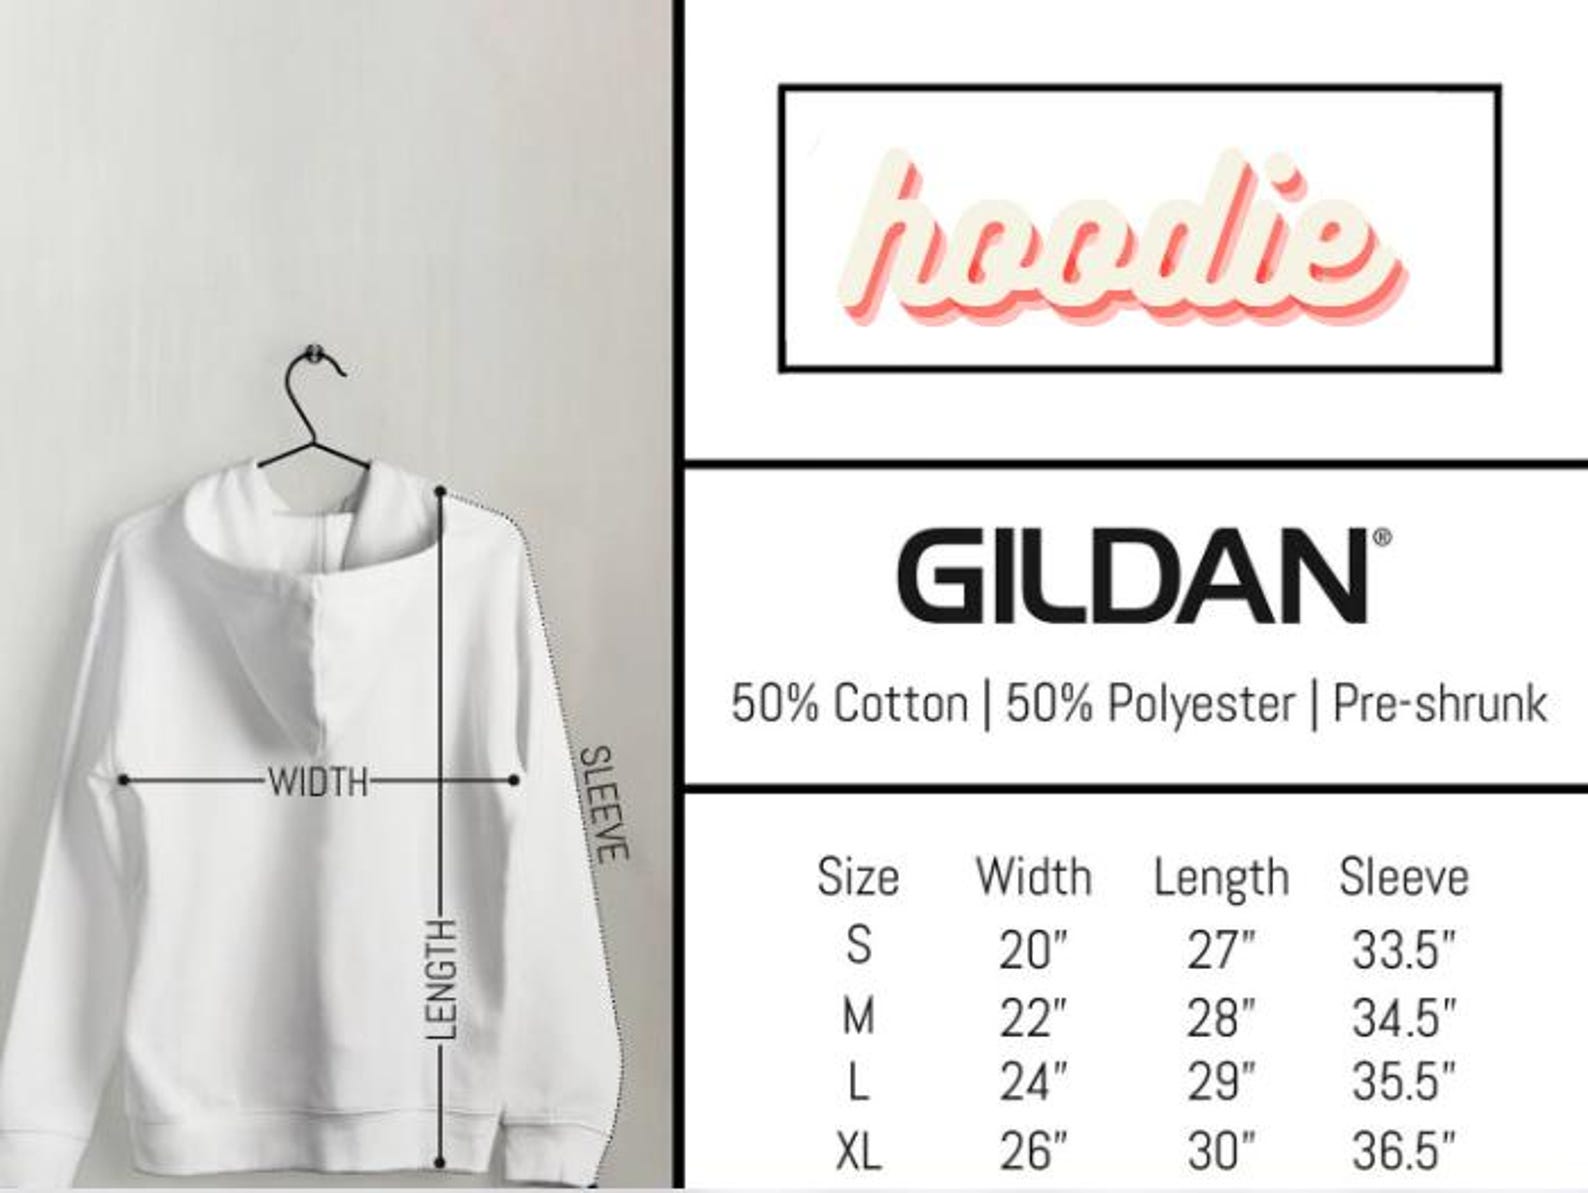 hoodie
GILDAN®
50% Cotton | 50% Polyester | Pre-shrunk
WIDTH
SLEEVE
LENGTH
Size Width Length Sleeve
S 20" 27" 33.5"
M 22" 28" 34.5"
L 24" 29" 35.5"
XL 26" 30" 36.5"